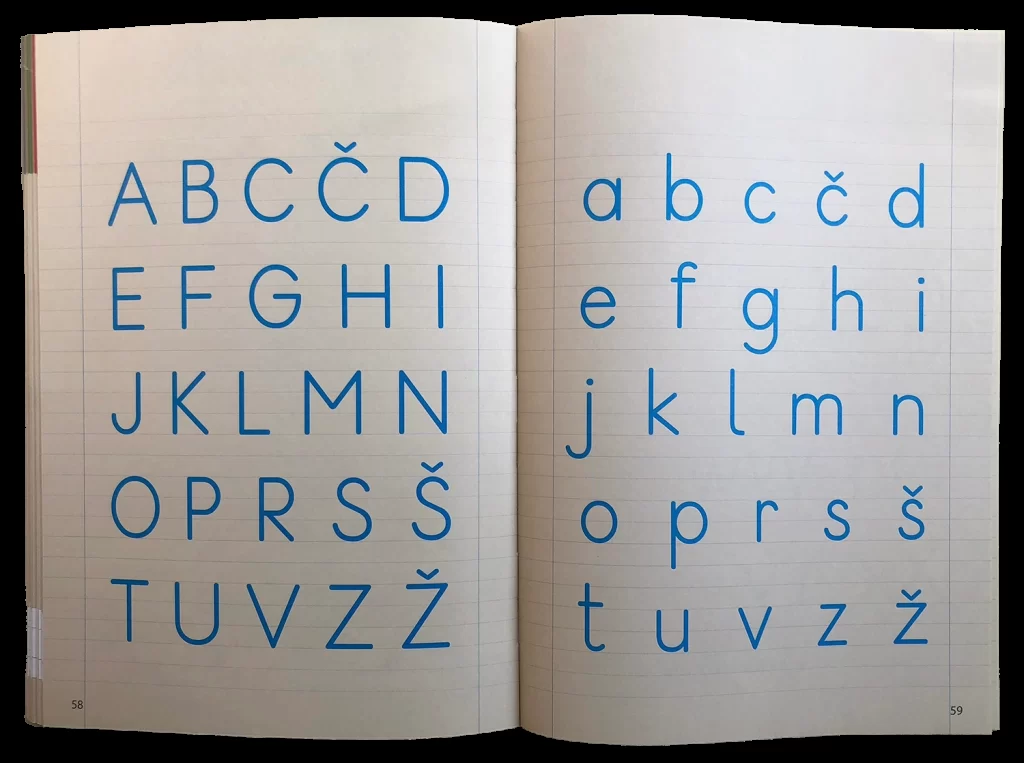 A B C Č D
E F G H I
J K L M N
O P R S Š
T U V Z Ž
58
a b c č d
e f g h i
j k l m n
o p r s š
t u v z ž
59